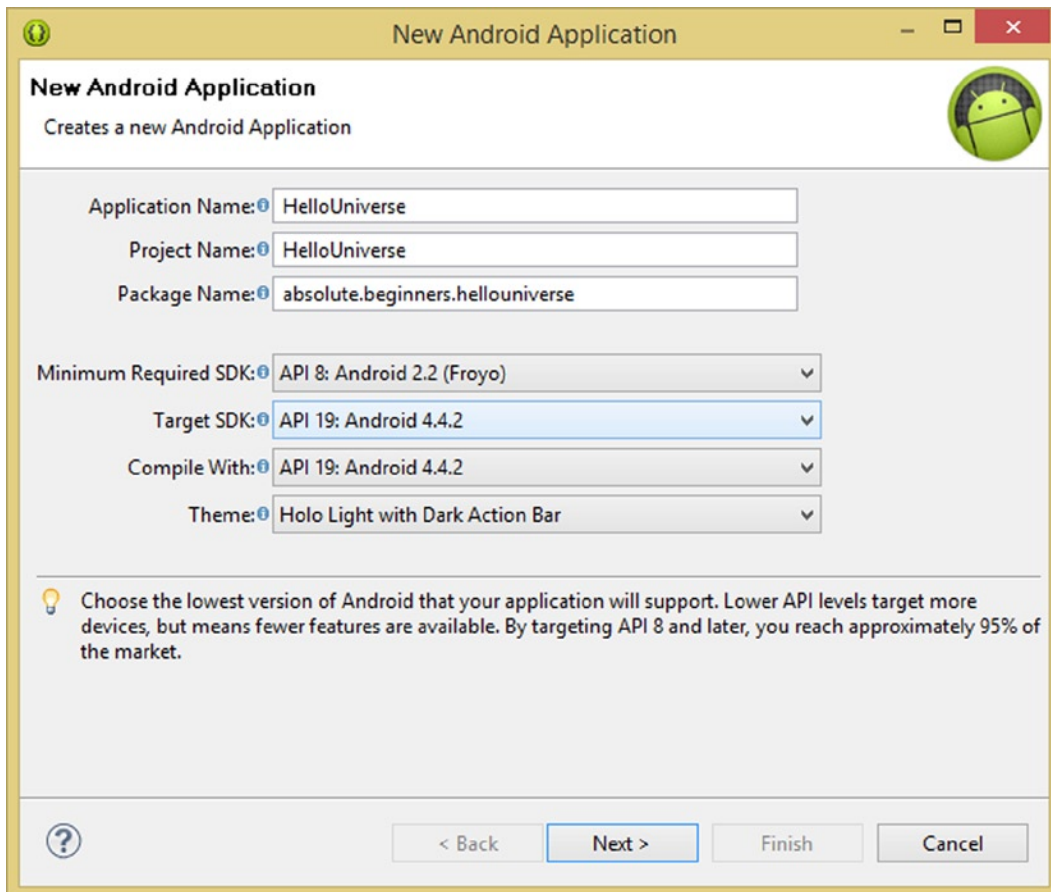 New Android Application
New Android Application
Creates a new Android Application
Application Name: HelloUniverse
Project Name: HelloUniverse
Package Name: absolute.beginners.hellouniverse
Minimum Required SDK: API 8: Android 2.2 (Froyo)
Target SDK: API 19: Android 4.4.2
Compile With: API 19: Android 4.4.2
Theme: Holo Light with Dark Action Bar
Choose the lowest version of Android that your application will support. Lower API levels target more
devices, but means fewer features are available. By targeting API 8 and later, you reach approximately 95% of
the market.
< Back Next > Finish Cancel